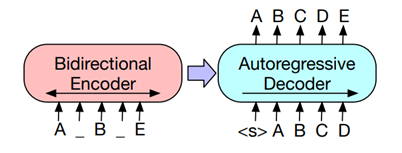 A B C D E
Bidirectional
Encoder
Autoregressive
Decoder
A _ B _ E
<s> A B C D